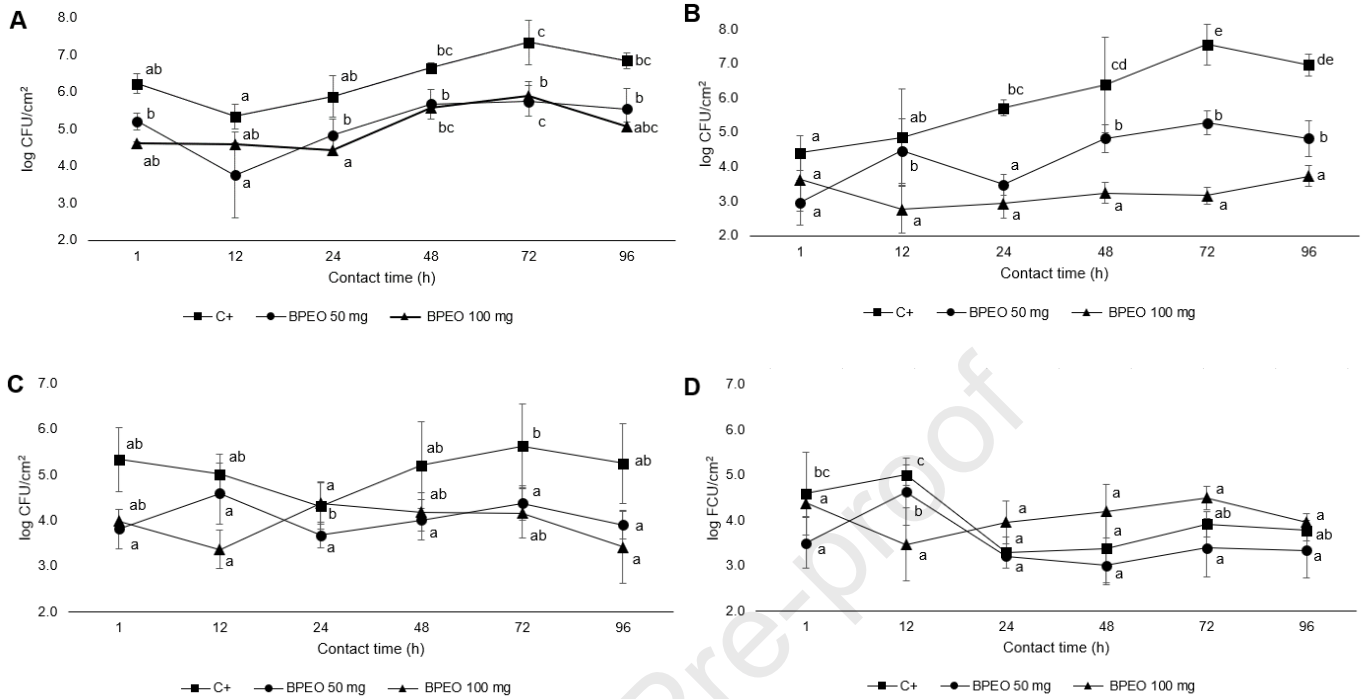 A
8.0
7.0
6.0
5.0
4.0
3.0
2.0
log CFU/cm²
ab
a
ab
bc
c
bc
b
b
b
b
b
ab
ab
a
a
bc
c
abc
1 12 24 48 72 96
Contact time (h)
C+ BPEO 50 mg BPEO 100 mg
B
8.0
7.0
6.0
5.0
4.0
3.0
2.0
log CFU/cm²
a
ab
bc
cd
e
de
a
b
a
b
b
b
a
a
a
a
a
a
1 12 24 48 72 96
Contact time (h)
C+ BPEO 50 mg BPEO 100 mg
C
7.0
6.0
5.0
4.0
3.0
2.0
log CFU/cm²
ab
ab
a
ab
b
ab
ab
a
b
ab
a
a
a
a
a
a
ab
a
1 12 24 48 72 96
Contact time (h)
C+ BPEO 50 mg BPEO 100 mg
D
7.0
6.0
5.0
4.0
3.0
2.0
log FCU/cm²
bc
c
a
a
a
a
a
b
a
a
ab
ab
a
a
a
a
a
a
1 12 24 48 72 96
Contact time (h)
C+ BPEO 50 mg BPEO 100 mg
Pre-proof